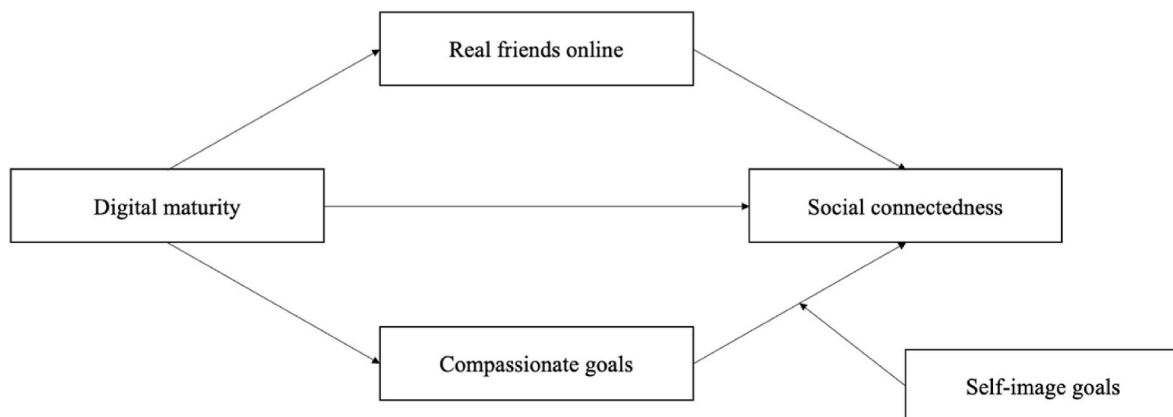 Real friends online
Digital maturity
Social connectedness
Compassionate goals
Self-image goals